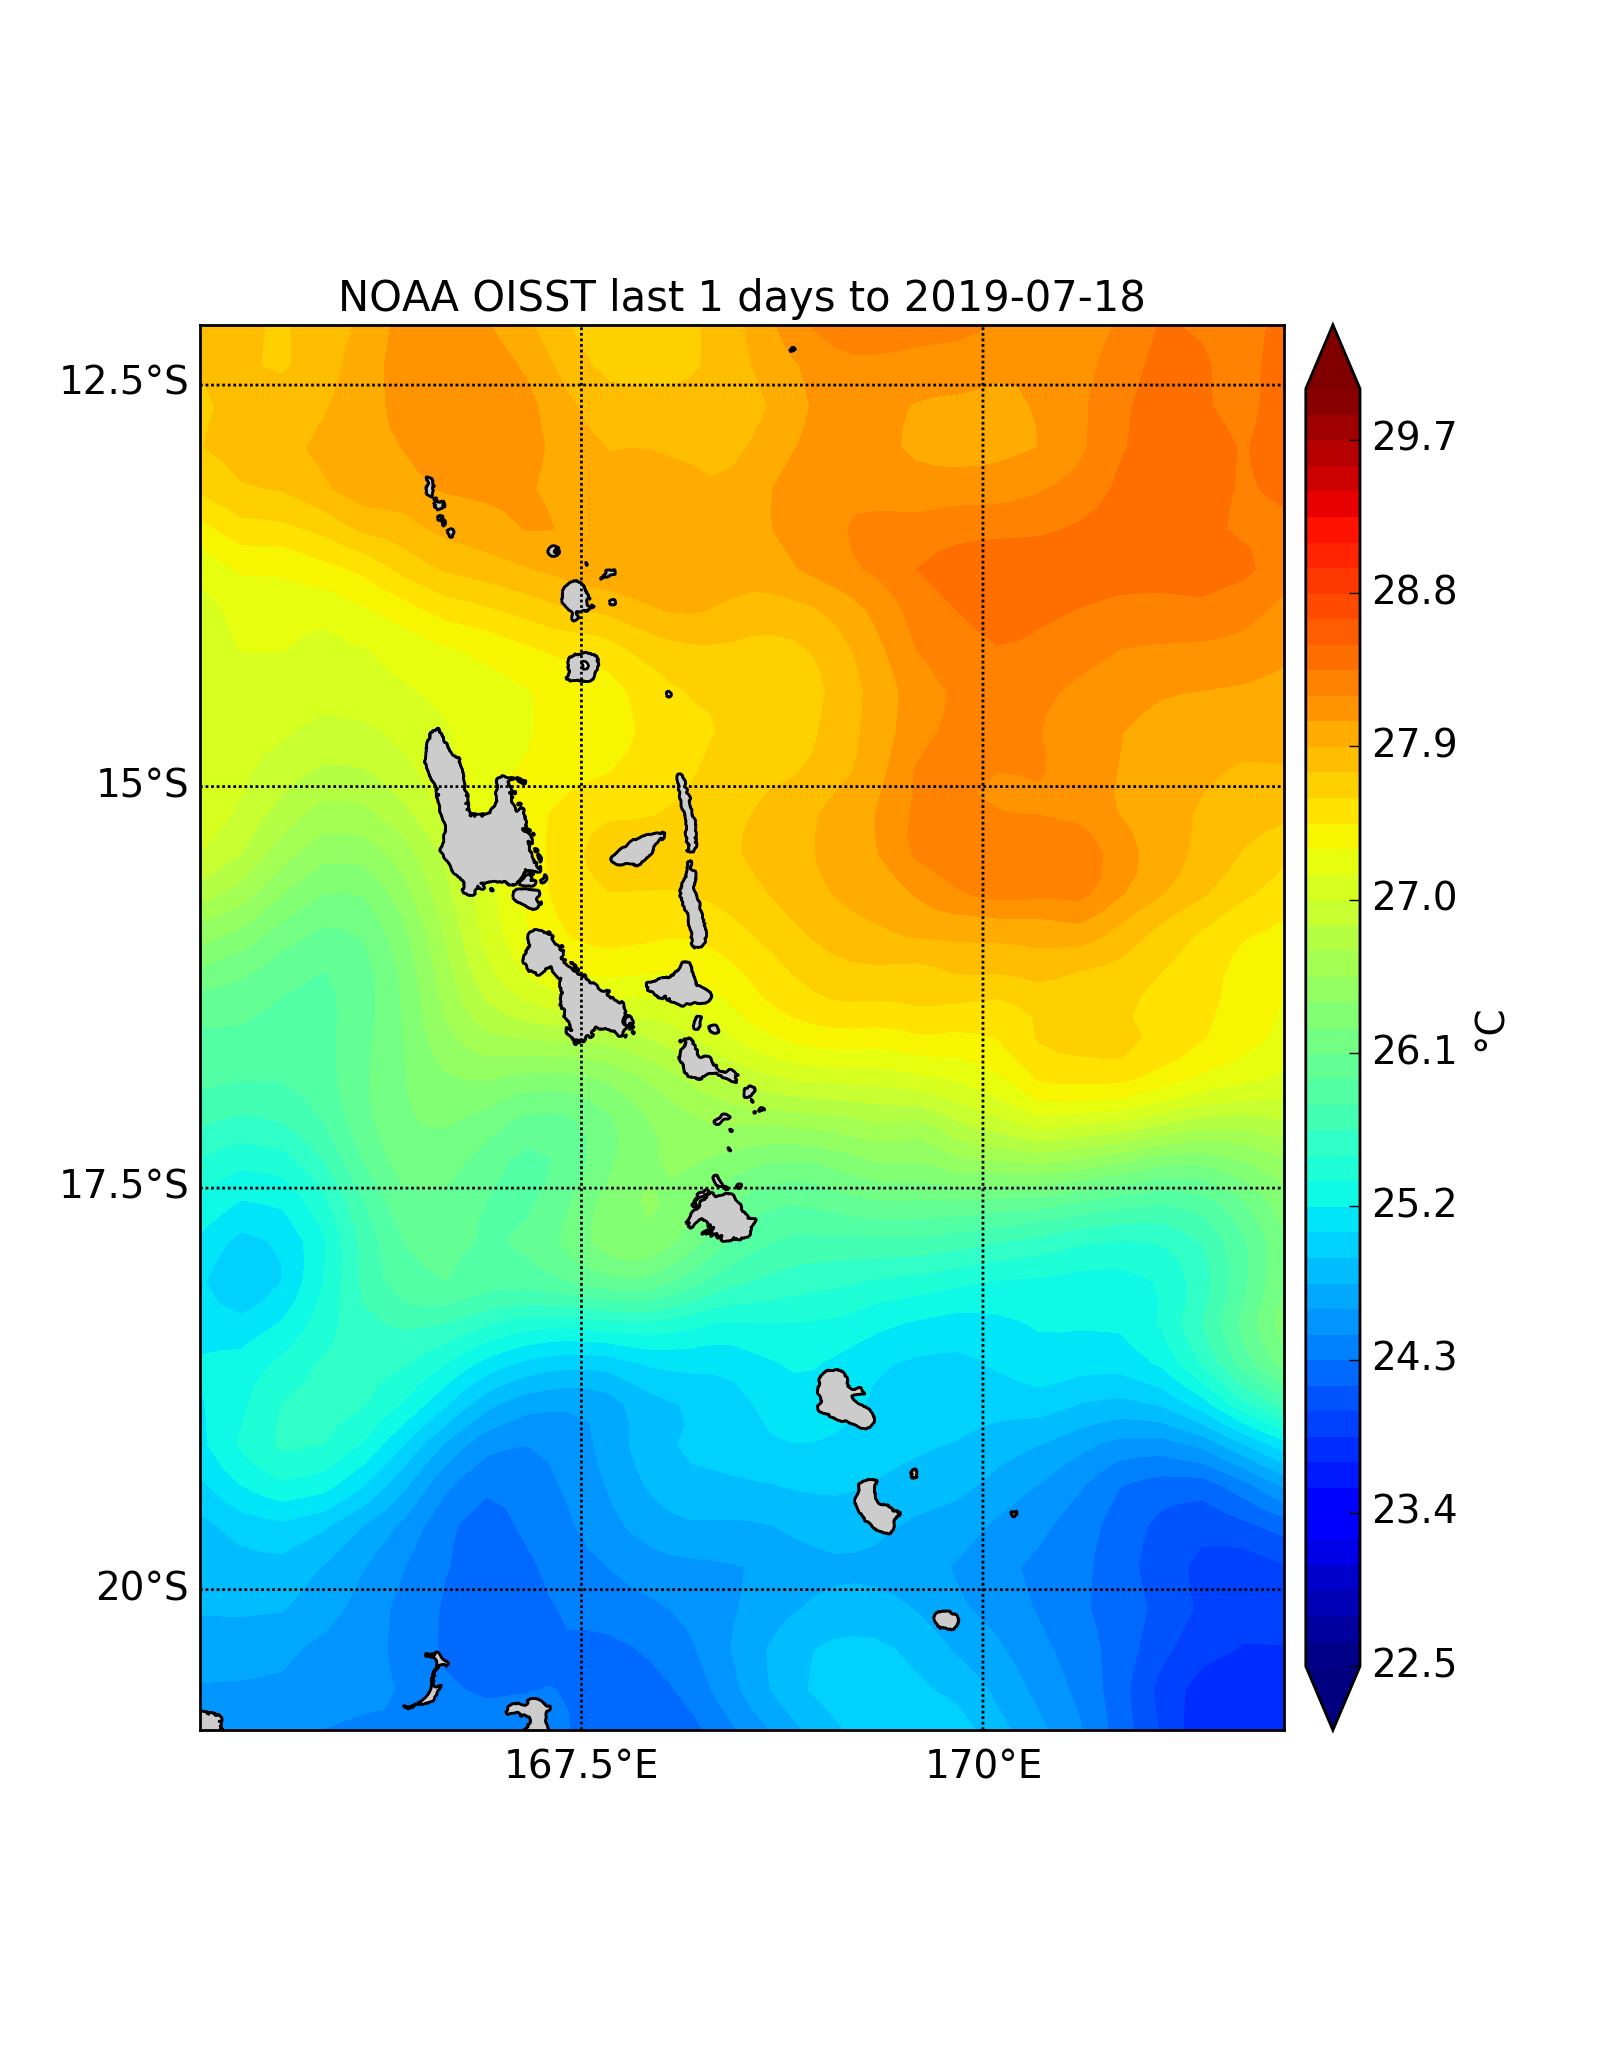 NOAA OISST last 1 days to 2019-07-18
12.5°S
15°S
17.5°S
20°S
167.5°E
170°E
29.7
28.8
27.9
27.0
26.1
25.2
24.3
23.4
22.5
°C